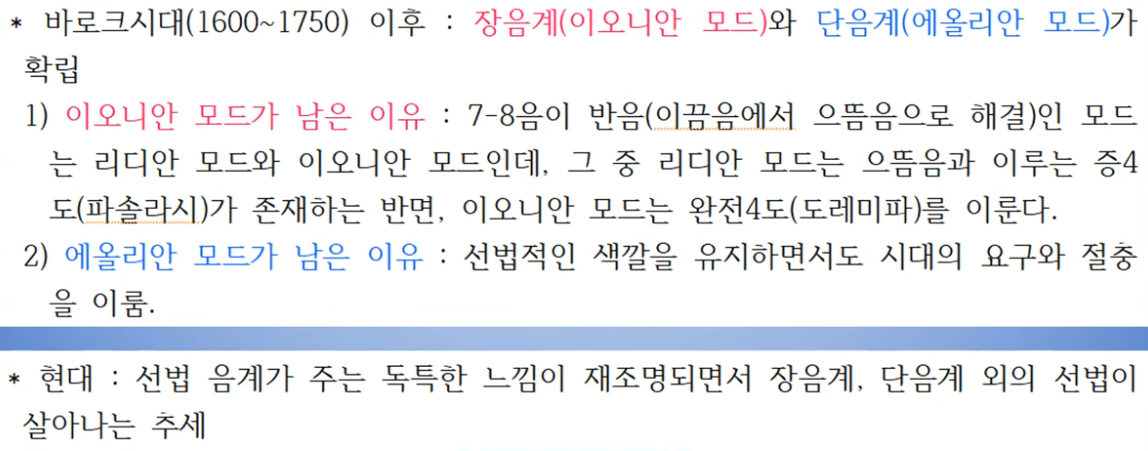 * 바로크시대(1600~1750) 이후 : 장음계(이오니안 모드)와 단음계(에올리안 모드)가
확립
1) 이오니안 모드가 남은 이유 : 7-8음이 반음(이끔음에서 으뜸음으로 해결)인 모드
는 리디안 모드와 이오니안 모드인데, 그 중 리디안 모드는 으뜸음과 이루는 증4
도(파솔라시)가 존재하는 반면, 이오니안 모드는 완전4도(도레미파)를 이룬다.
2) 에올리안 모드가 남은 이유 : 선법적인 색깔을 유지하면서도 시대의 요구와 절충
을 이룸.
* 현대 : 선법 음계가 주는 독특한 느낌이 재조명되면서 장음계, 단음계 외의 선법이
살아나는 추세